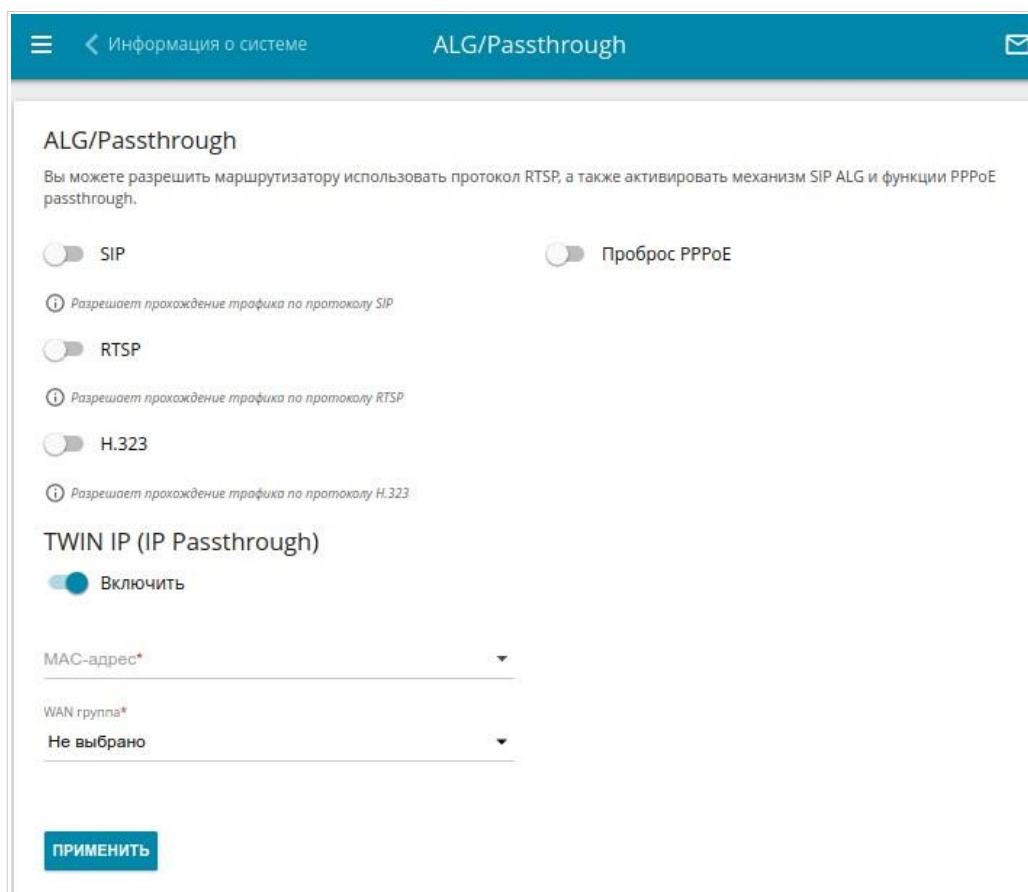 Информация о системе
ALG/Passthrough
ALG/Passthrough
Вы можете разрешить маршрутизатору использовать протокол RTSP, а также активировать механизм SIP ALG и функции PPPoE
passthrough.
SIP
Проброс PPPoE
Разрешает прохождение трафика по протоколу SIP
RTSP
Разрешает прохождение трафика по протоколу RTSP
H.323
Разрешает прохождение трафика по протоколу H.323
TWIN IP (IP Passthrough)
Включить
MAC-адрес*
WAN группа*
Не выбрано
ПРИМЕНИТЬ